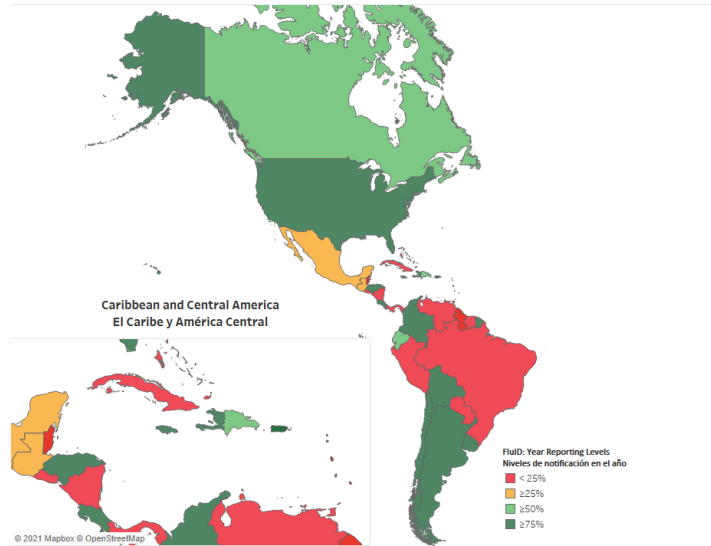 Caribbean and Central America
El Caribe y América Central
FluID: Year Reporting Levels
Niveles de notificación en el año
< 25%
≥25%
≥50%
≥75%
© 2021 Mapbox © OpenStreetMap